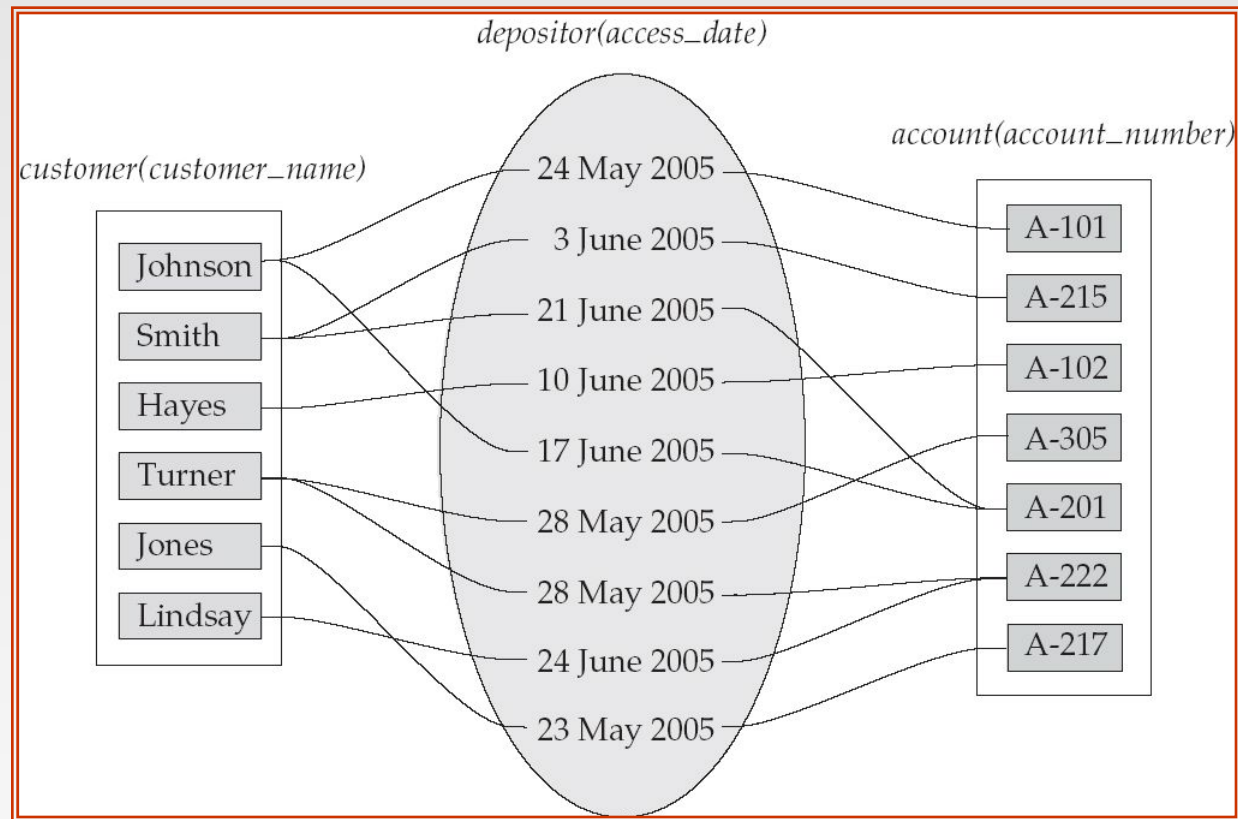 depositor(access_date)
customer(customer_name)
account(account_number)
Johnson
Smith
Hayes
Turner
Jones
Lindsay
24 May 2005
3 June 2005
21 June 2005
10 June 2005
17 June 2005
28 May 2005
28 May 2005
24 June 2005
23 May 2005
A-101
A-215
A-102
A-305
A-201
A-222
A-217